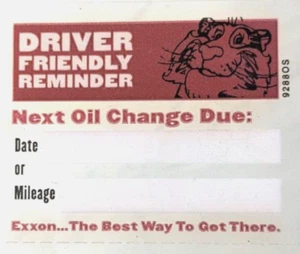 DRIVER
FRIENDLY
REMINDER
9288OS
Next Oil Change Due:
Date
or
Mileage
Exxon...The Best Way To Get There.